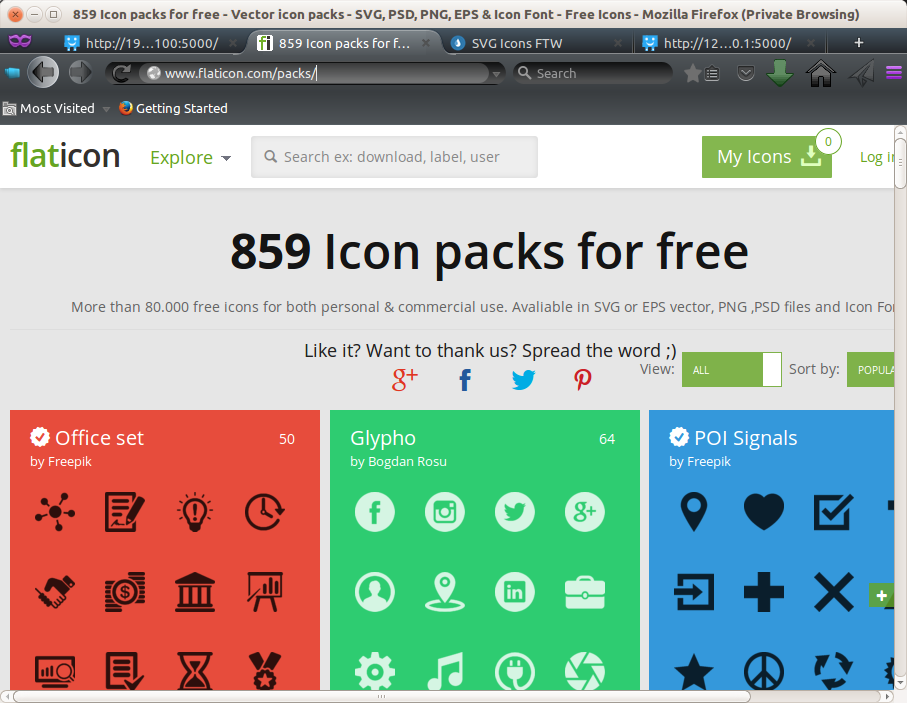 859 Icon packs for free - Vector icon packs - SVG, PSD, PNG, EPS & Icon Font - Free Icons - Mozilla Firefox (Private Browsing)
http://19...100:5000/
fi 859 Icon packs for f...
SVG Icons FTW
http://12...0.1:5000/
www.flaticon.com/packs/
Search
Most Visited
Getting Started
flaticon
Explore
Search ex: download, label, user
My Icons
0
Log In
859 Icon packs for free
More than 80.000 free icons for both personal & commercial use. Avaliable in SVG or EPS vector, PNG ,PSD files and Icon Fo
Like it? Want to thank us? Spread the word ;)
View:
ALL
Sort by:
POPULA
g+
f
Office set
50
by Freepik
Glypho
64
by Bogdan Rosu
POI Signals
by Freepik
f
g+
$
in